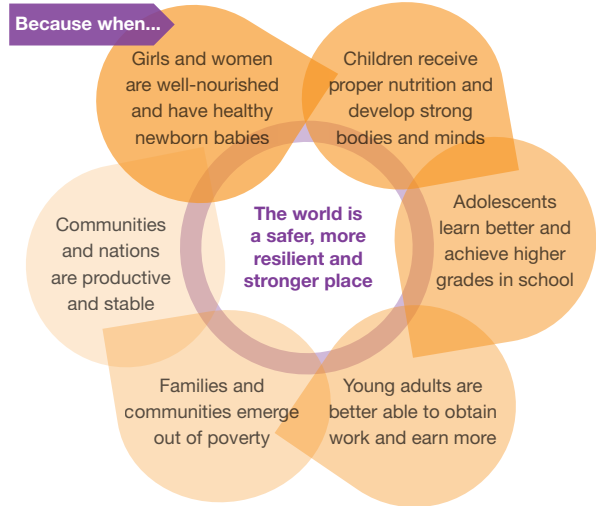 Because when...
Girls and women
are well-nourished
and have healthy
newborn babies
Children receive
proper nutrition and
develop strong
bodies and minds
Adolescents
learn better and
achieve higher
grades in school
Young adults are
better able to obtain
work and earn more
Families and
communities emerge
out of poverty
Communities
and nations
are productive
and stable
The world is
a safer, more
resilient and
stronger place